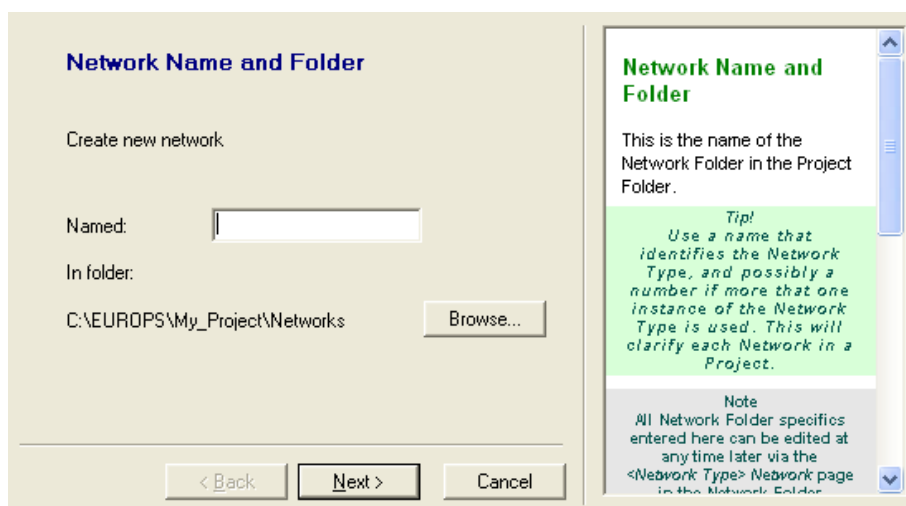 Network Name and Folder
Create new network
Named:
In folder:
C:\EUROPS\My_Project\Networks
Browse...
< Back
Next >
Cancel
Network Name and
Folder
This is the name of the
Network Folder in the Project
Folder.
Tip!
Use a name that
identifies the Network
Type, and possibly a
number if more that one
instance of the Network
Type is used. This will
clarify each Network in a
Project.
Note
All Network Folder specifics
entered here can be edited at
any time later via the
<Network Type> Network page
in the Network Folder